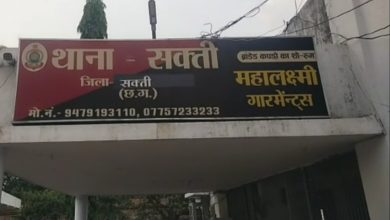 थाना - सक्ती
जिला- सक्ती
(छ.ग.)
मो.नं.- 9479193110, 07757233233
ब्रांडेड कपडों का शो-रूम
महालक्ष्मी
गारमेन्ट्स